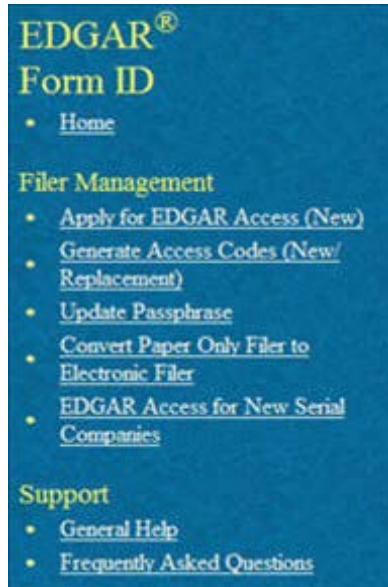 EDGAR®
Form ID
• Home
Filer Management
• Apply for EDGAR Access (New)
• Generate Access Codes (New/
Replacement)
• Update Passphrase
• Convert Paper Only Filer to
Electronic Filer
• EDGAR Access for New Serial
Companies
Support
• General Help
• Frequently Asked Questions